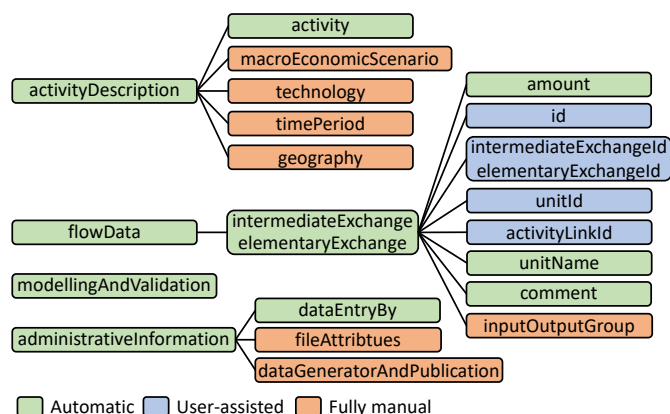 activityDescription
activity
macroEconomicScenario
technology
timePeriod
geography
flowData
intermediateExchange
elementaryExchange
amount
id
intermediateExchangeId
elementaryExchangeId
unitId
activityLinkId
unitName
comment
inputOutputGroup
modellingAndValidation
administrativeInformation
dataEntryBy
fileAttribtues
dataGeneratorAndPublication
Automatic User-assisted Fully manual